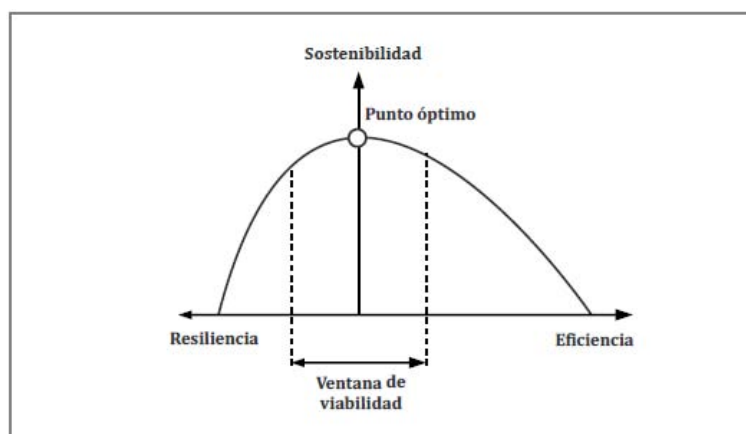 Sostenibilidad
Punto óptimo
Resiliencia
Eficiencia
Ventana de
viabilidad